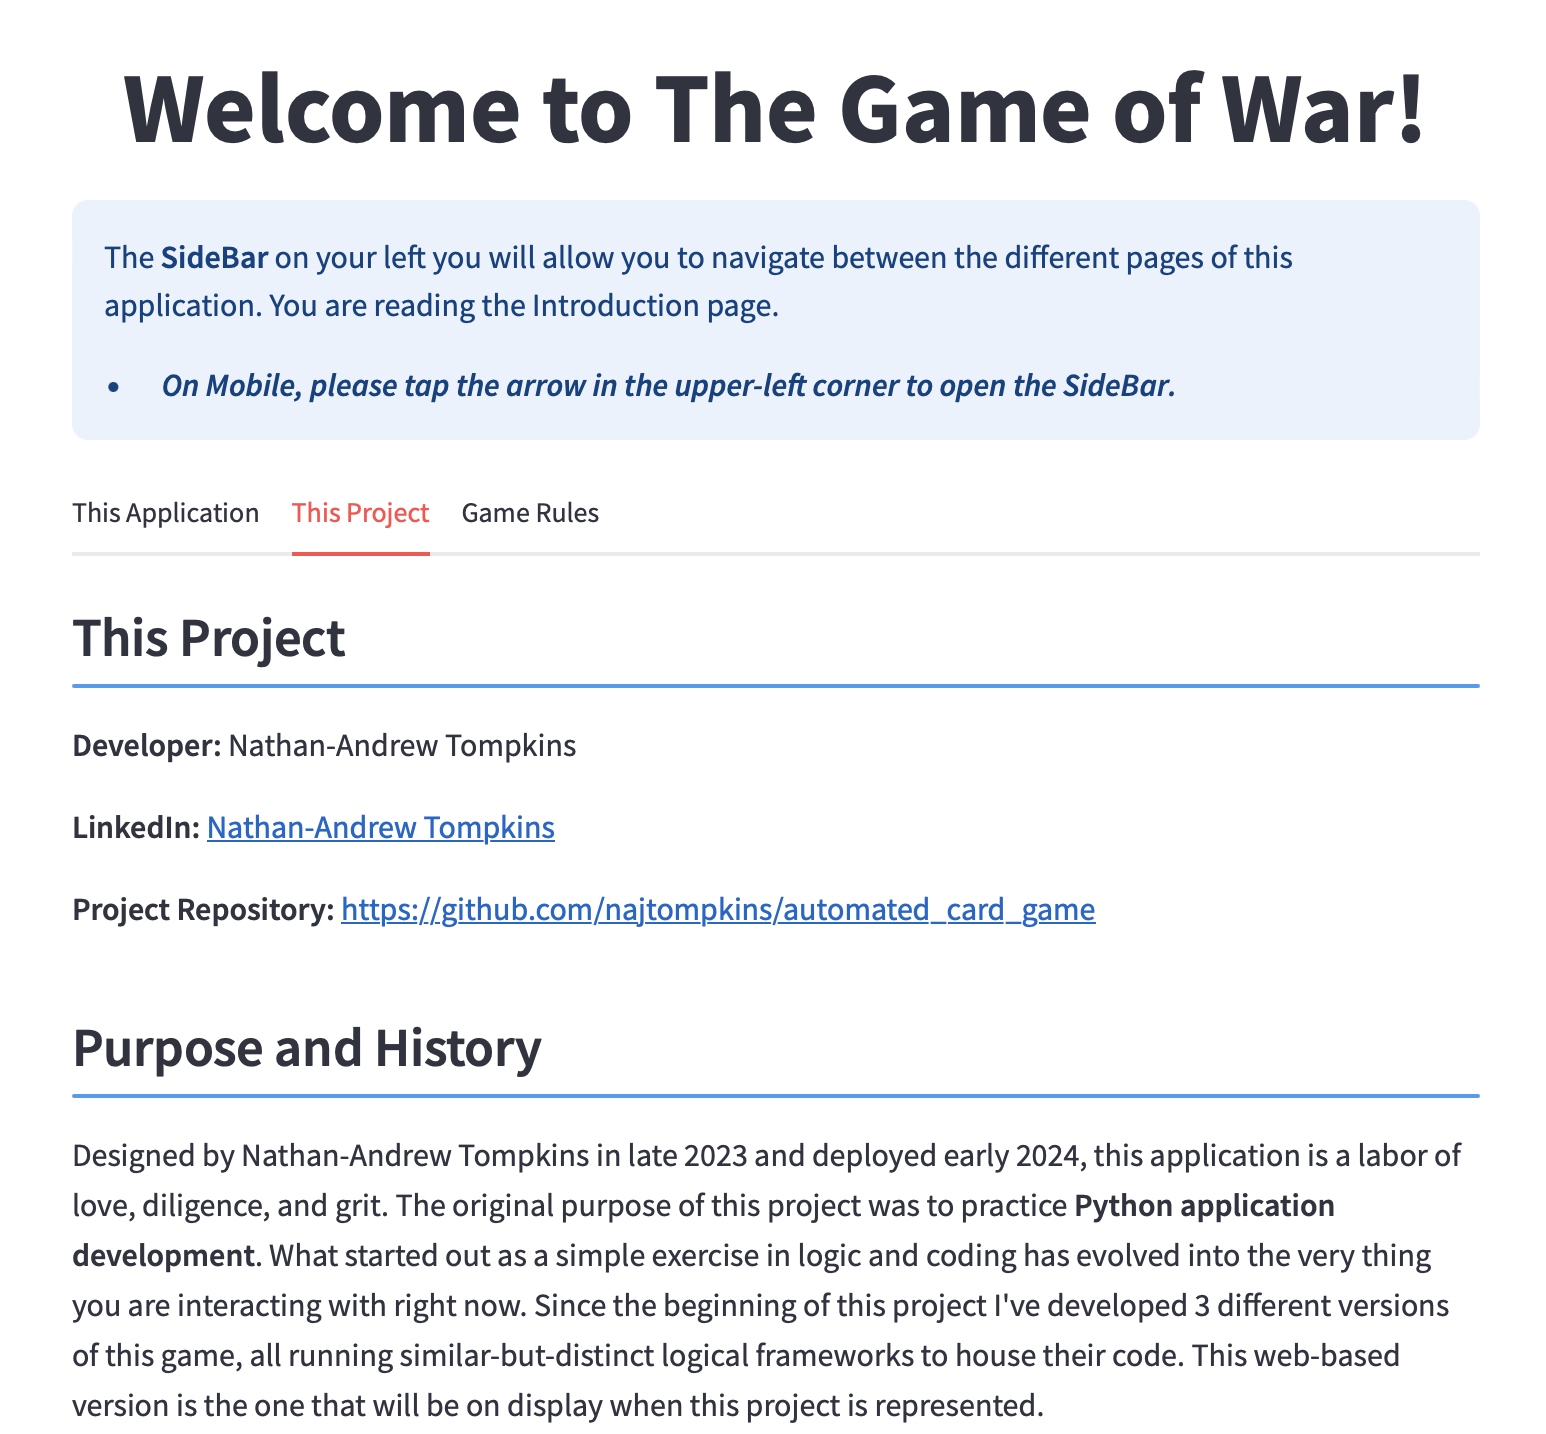 Welcome to The Game of War!
The SideBar on your left you will allow you to navigate between the different pages of this
application. You are reading the Introduction page.
• On Mobile, please tap the arrow in the upper-left corner to open the SideBar.
This Application This Project Game Rules
This Project
Developer: Nathan-Andrew Tompkins
LinkedIn: Nathan-Andrew Tompkins
Project Repository: https://github.com/najtompkins/automated_card_game
Purpose and History
Designed by Nathan-Andrew Tompkins in late 2023 and deployed early 2024, this application is a labor of
love, diligence, and grit. The original purpose of this project was to practice Python application
development. What started out as a simple exercise in logic and coding has evolved into the very thing
you are interacting with right now. Since the beginning of this project I've developed 3 different versions
of this game, all running similar-but-distinct logical frameworks to house their code. This web-based
version is the one that will be on display when this project is represented.